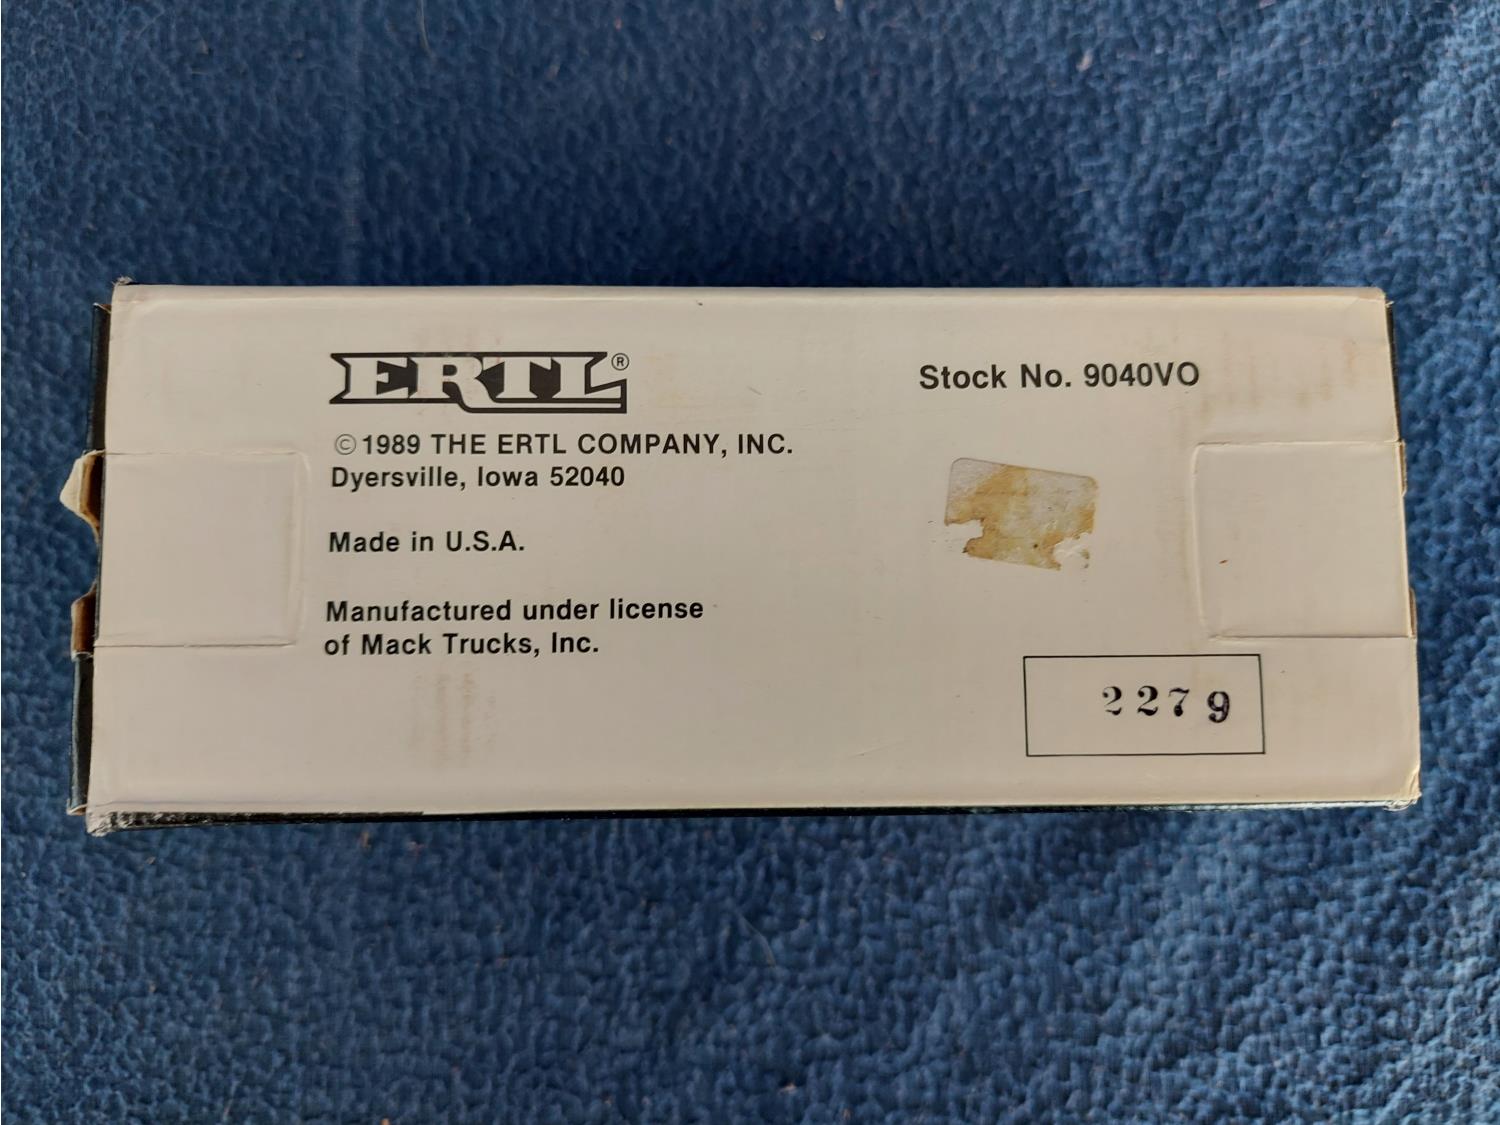 ERTL®
© 1989 THE ERTL COMPANY, INC.
Dyersville, Iowa 52040
Made in U.S.A.
Manufactured under license
of Mack Trucks, Inc.
Stock No. 9040VO
2279